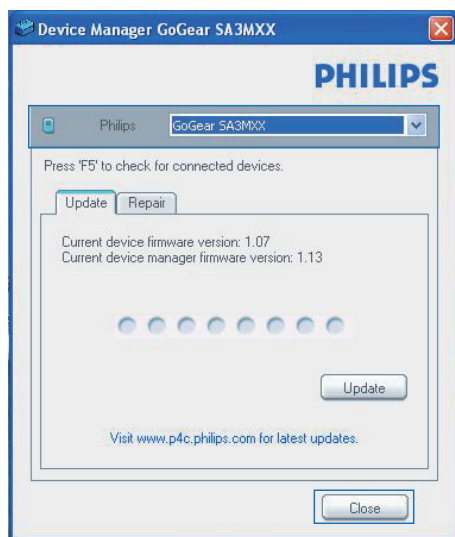 Device Manager GoGear SA3MXX
PHILIPS
Philips GoGear SA3MXX
Press 'F5' to check for connected devices.
Update Repair
Current device firmware version: 1.07
Current device manager firmware version: 1.13
Update
Visit www.p4c.philips.com for latest updates.
Close